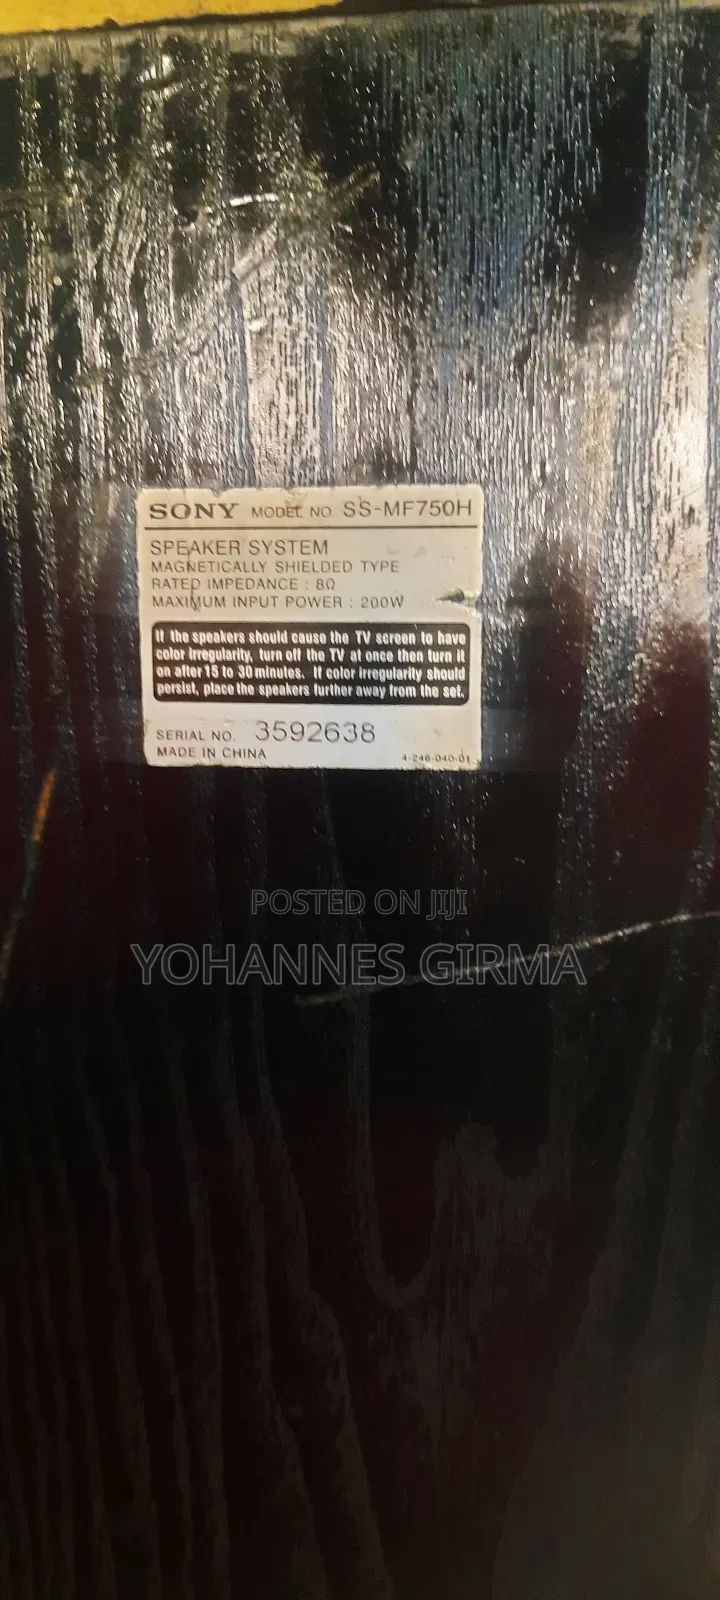 SONY MODEL NO. SS-MF750H
SPEAKER SYSTEM
MAGNETICALLY SHIELDED TYPE
RATED IMPEDANCE : 8Ω
MAXIMUM INPUT POWER : 200W
If the speakers should cause the TV screen to have
color irregularity, turn off the TV at once then turn it
on after 15 to 30 minutes. If color irregularity should
persist, place the speakers further away from the set.
SERIAL NO. 3592638
MADE IN CHINA 4-246-040-01
POSTED ON JIJI
YOHANNES GIRMA